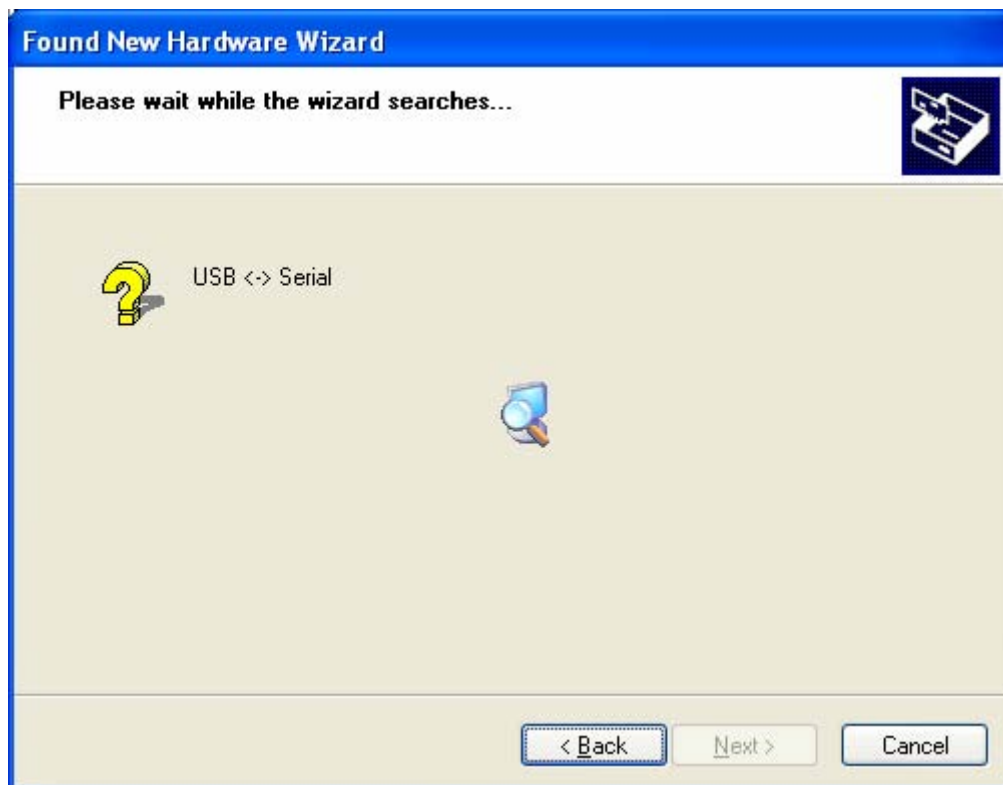 Found New Hardware Wizard
Please wait while the wizard searches...
USB <-> Serial
< Back
Next >
Cancel